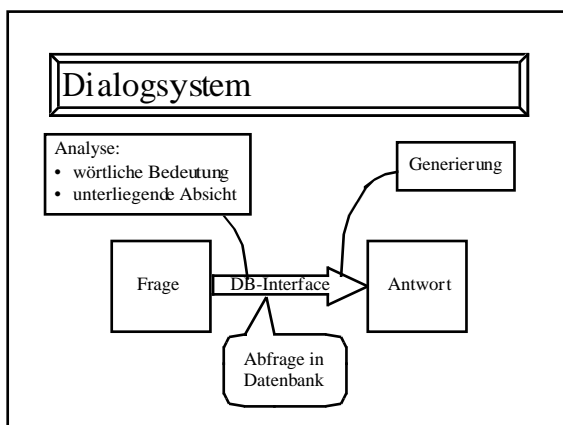 Dialogsystem
Analyse:
• wörtliche Bedeutung
• unterliegende Absicht
Generierung
Frage
DB-Interface
Antwort
Abfrage in
Datenbank